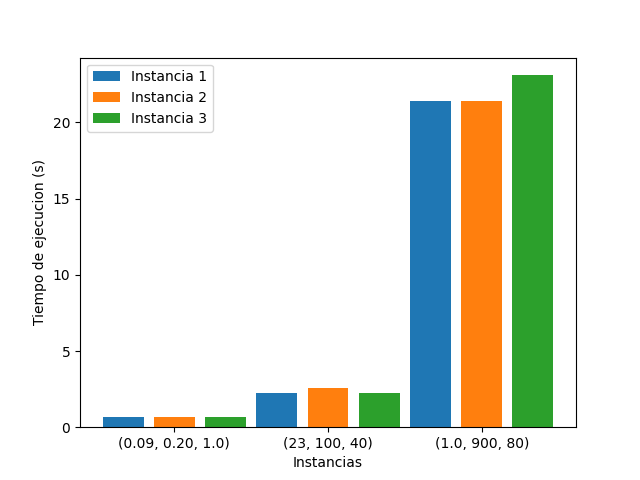 Instancia 1
Instancia 2
Instancia 3
Tiempo de ejecucion (s)
20
15
10
5
0
(0.09, 0.20, 1.0)
(23, 100, 40)
(1.0, 900, 80)
Instancias